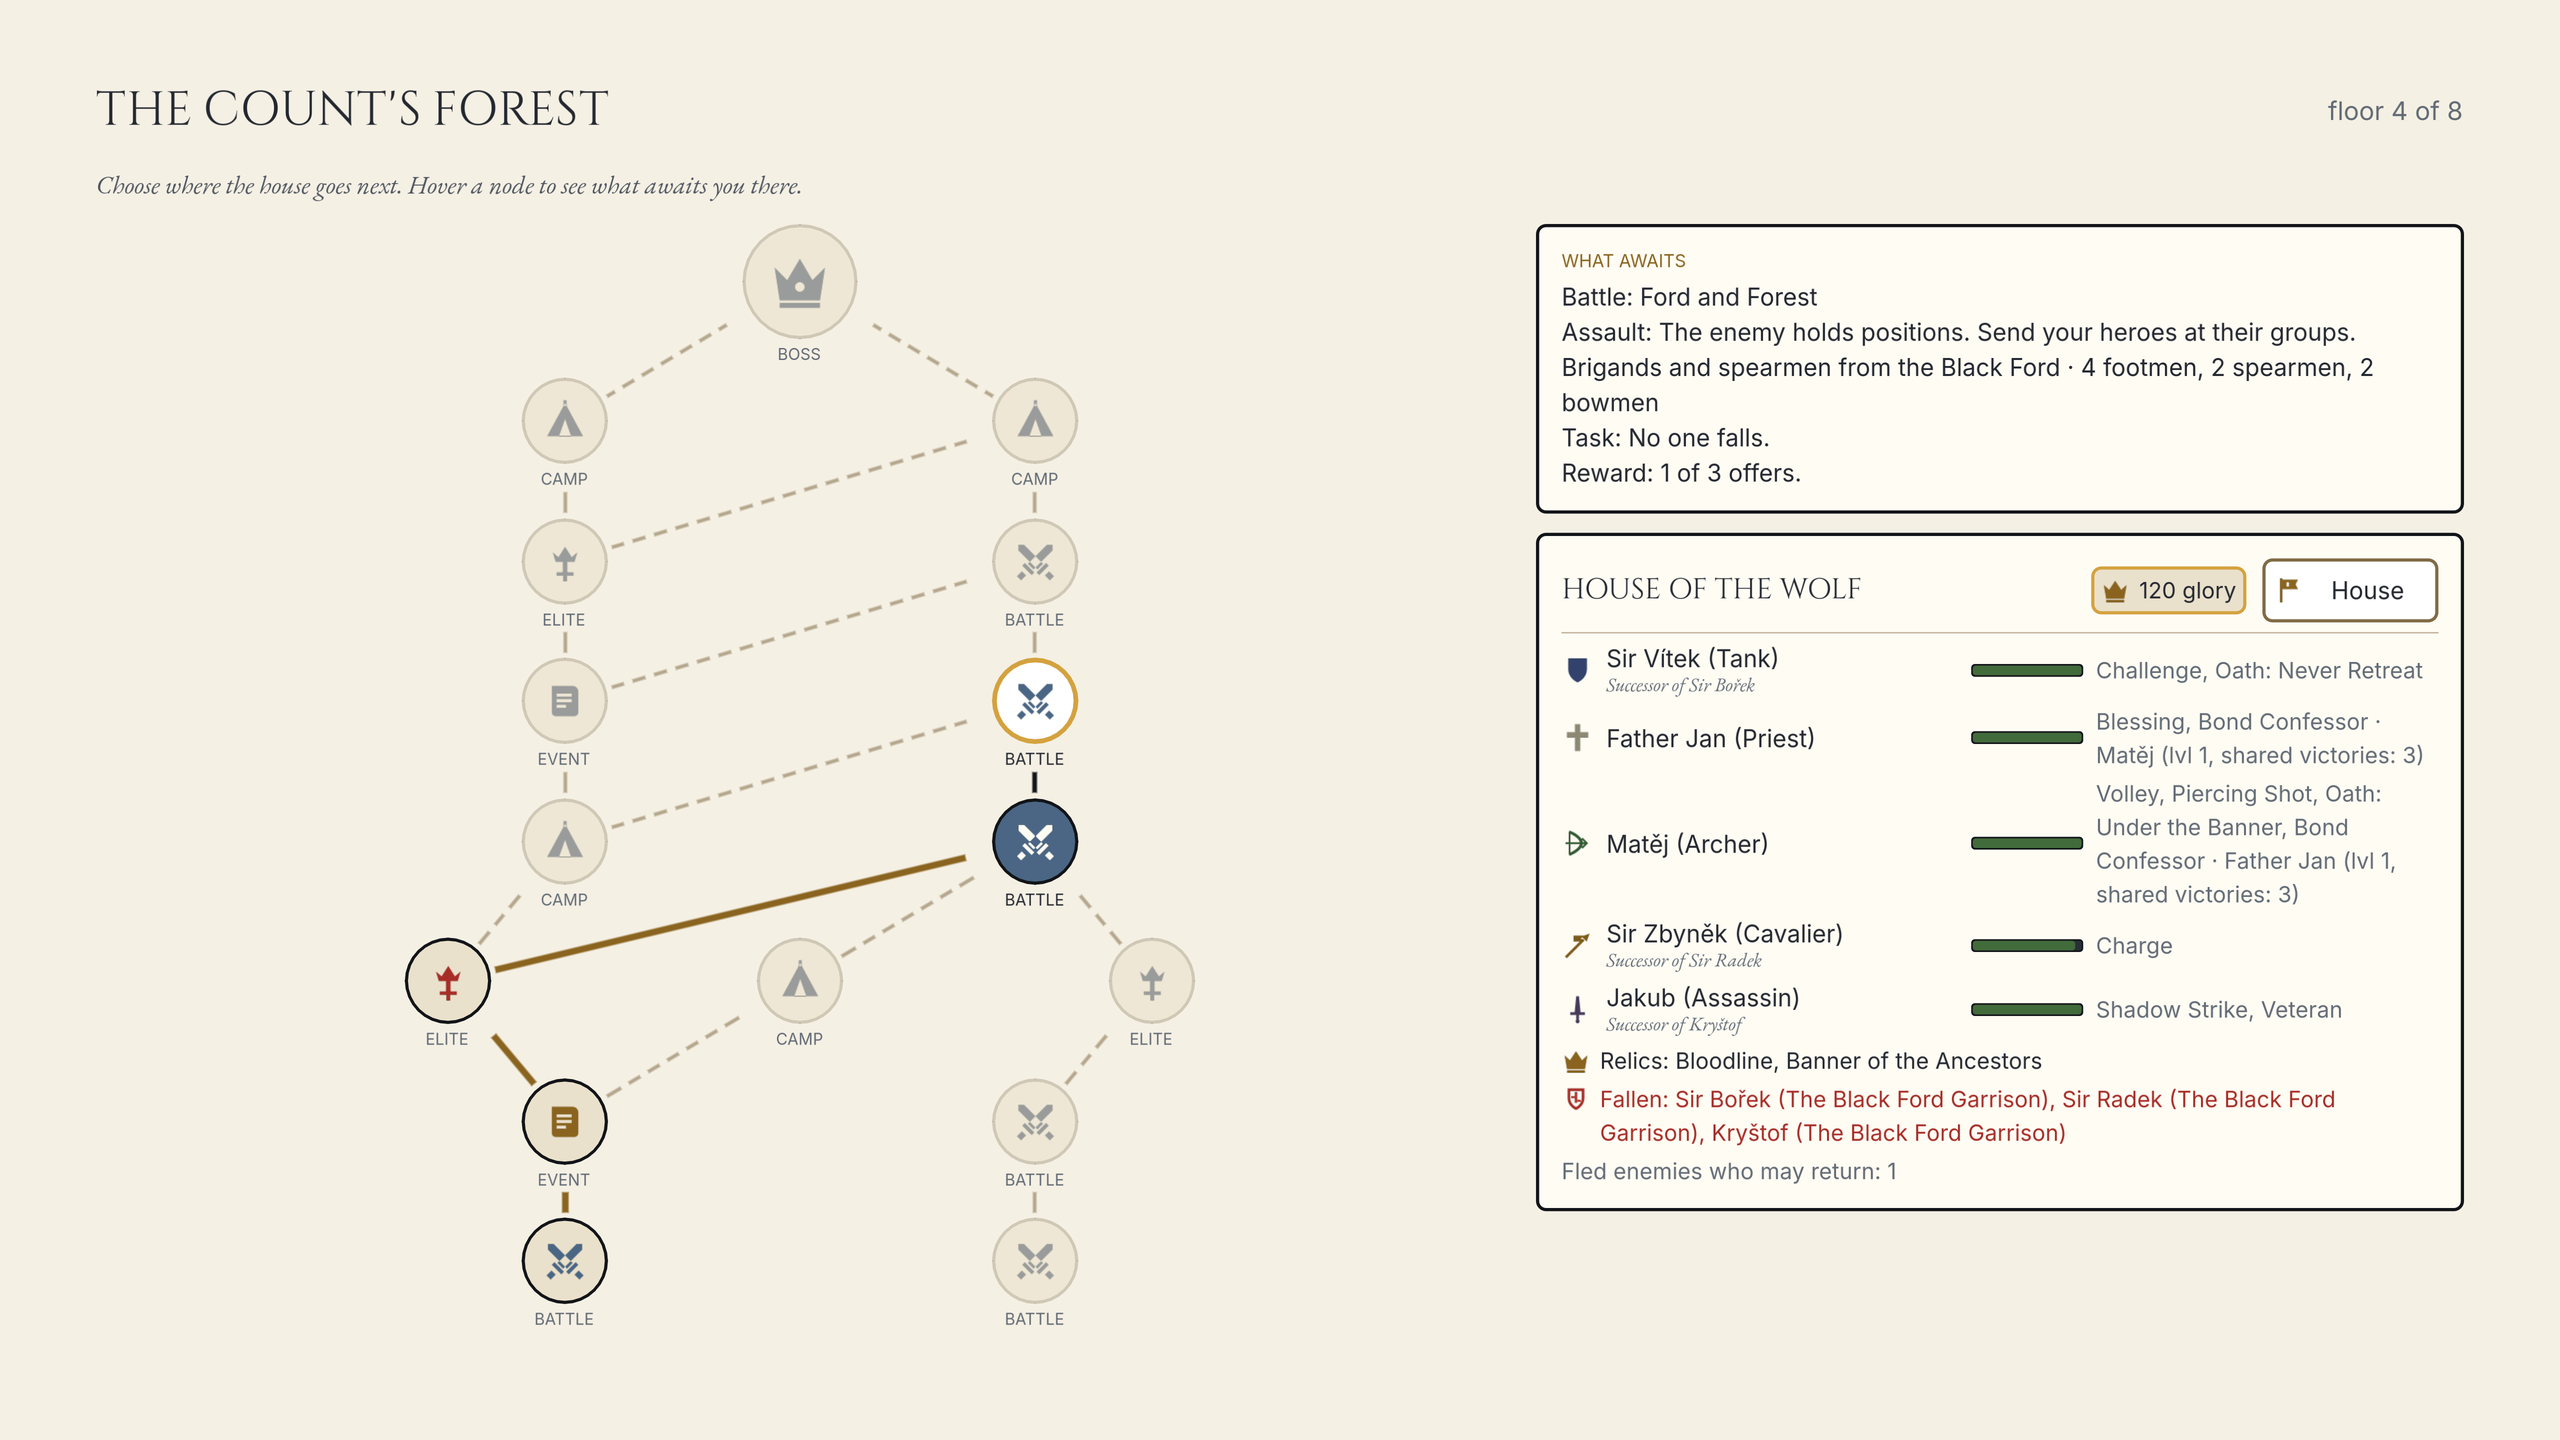 THE COUNT'S FOREST
floor 4 of 8
Choose where the house goes next. Hover a node to see what awaits you there.
BOSS
CAMP
CAMP
ELITE
BATTLE
EVENT
BATTLE
CAMP
BATTLE
ELITE
CAMP
ELITE
EVENT
BATTLE
BATTLE
BATTLE
WHAT AWAITS
Battle: Ford and Forest
Assault: The enemy holds positions. Send your heroes at their groups.
Brigands and spearmen from the Black Ford · 4 footmen, 2 spearmen, 2
bowmen
Task: No one falls.
Reward: 1 of 3 offers.
HOUSE OF THE WOLF
120 glory
House
Sir Vítek (Tank)
Successor of Sir Bořek
Challenge, Oath: Never Retreat
Father Jan (Priest)
Blessing, Bond Confessor ·
Matěj (lvl 1, shared victories: 3)
Matěj (Archer)
Volley, Piercing Shot, Oath:
Under the Banner, Bond
Confessor · Father Jan (lvl 1,
shared victories: 3)
Sir Zbyněk (Cavalier)
Successor of Sir Radek
Charge
Jakub (Assassin)
Successor of Kryštof
Shadow Strike, Veteran
Relics: Bloodline, Banner of the Ancestors
Fallen: Sir Bořek (The Black Ford Garrison), Sir Radek (The Black Ford
Garrison), Kryštof (The Black Ford Garrison)
Fled enemies who may return: 1